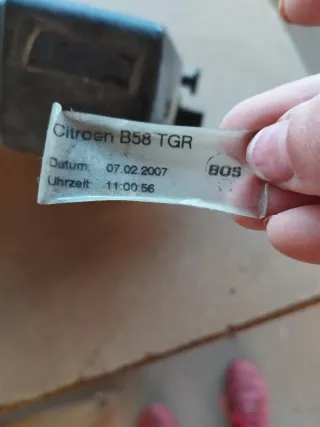 Citroen B58 TGR
Datum: 07.02.2007 BOS
Uhrzeit: 11:00:56